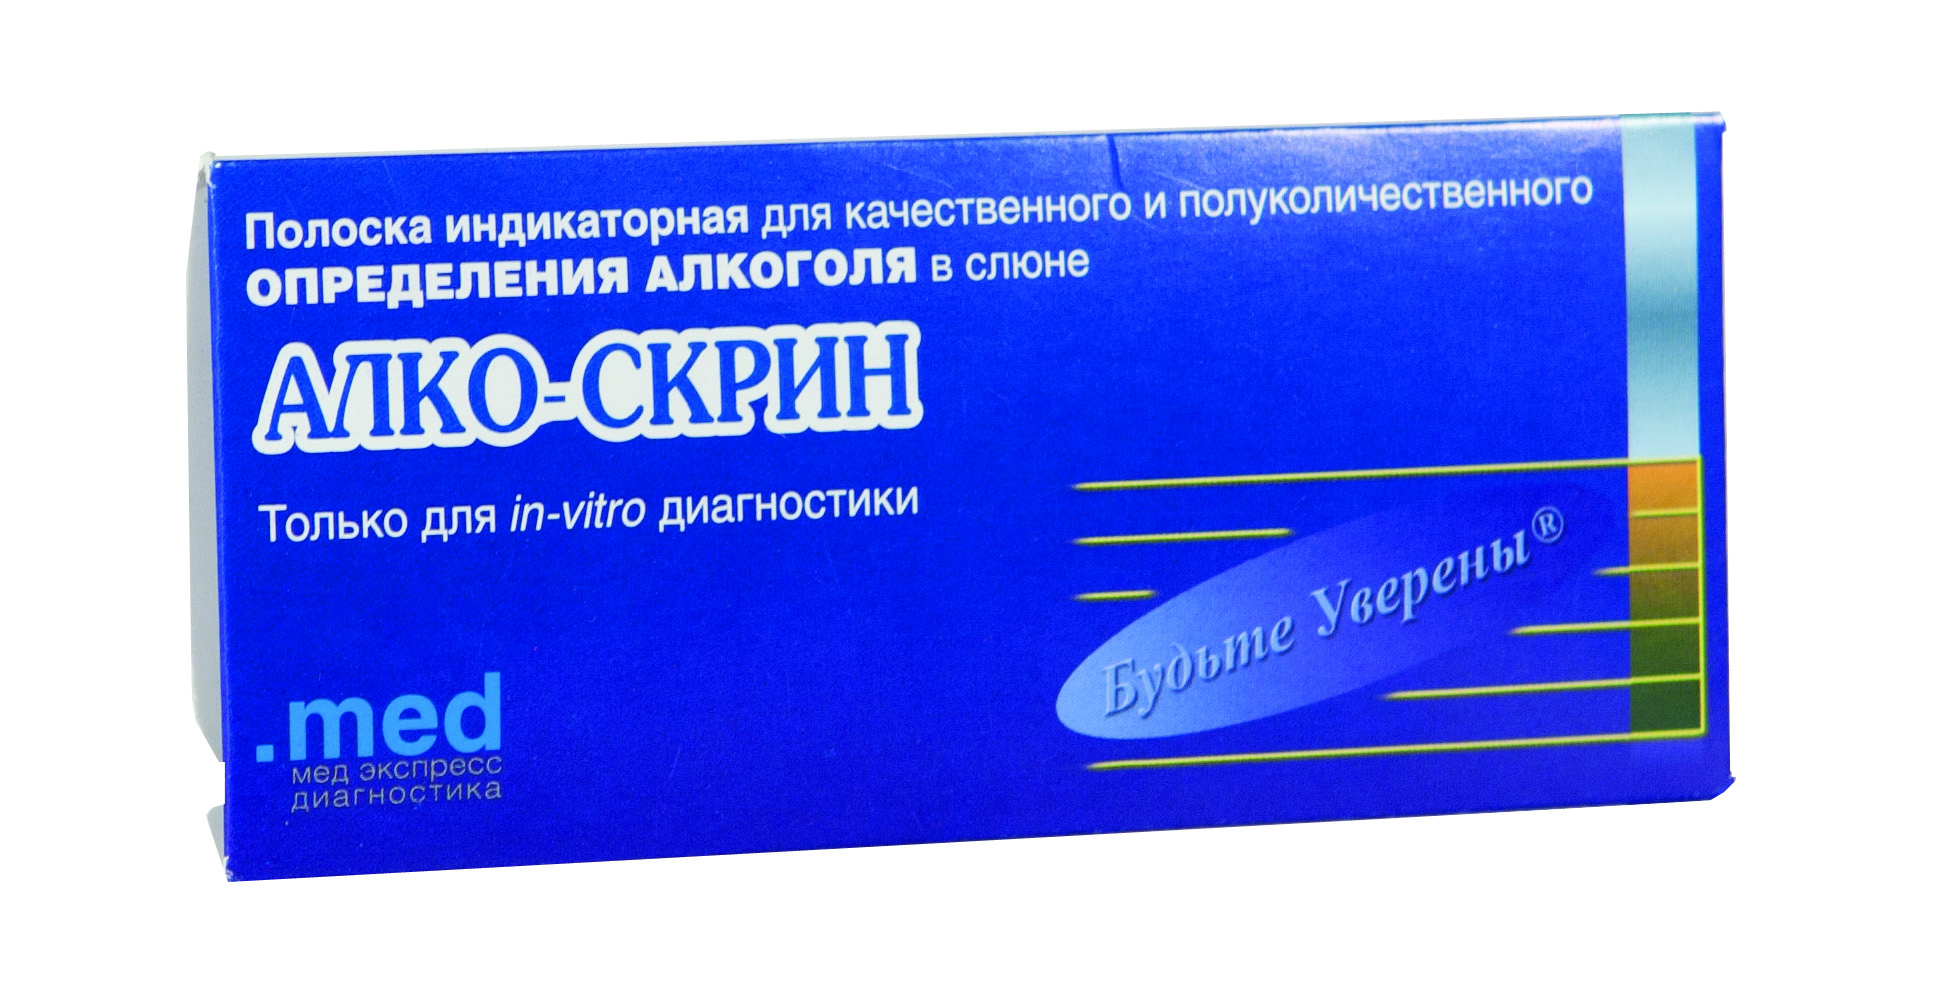 Полоска индикаторная для качественного и полуколичественного
ОПРЕДЕЛЕНИЯ АЛКОГОЛЯ в слюне
АЛКО-СКРИН
Только для in-vitro диагностики
Будьте Уверены®
.med
мед экспресс
диагностика